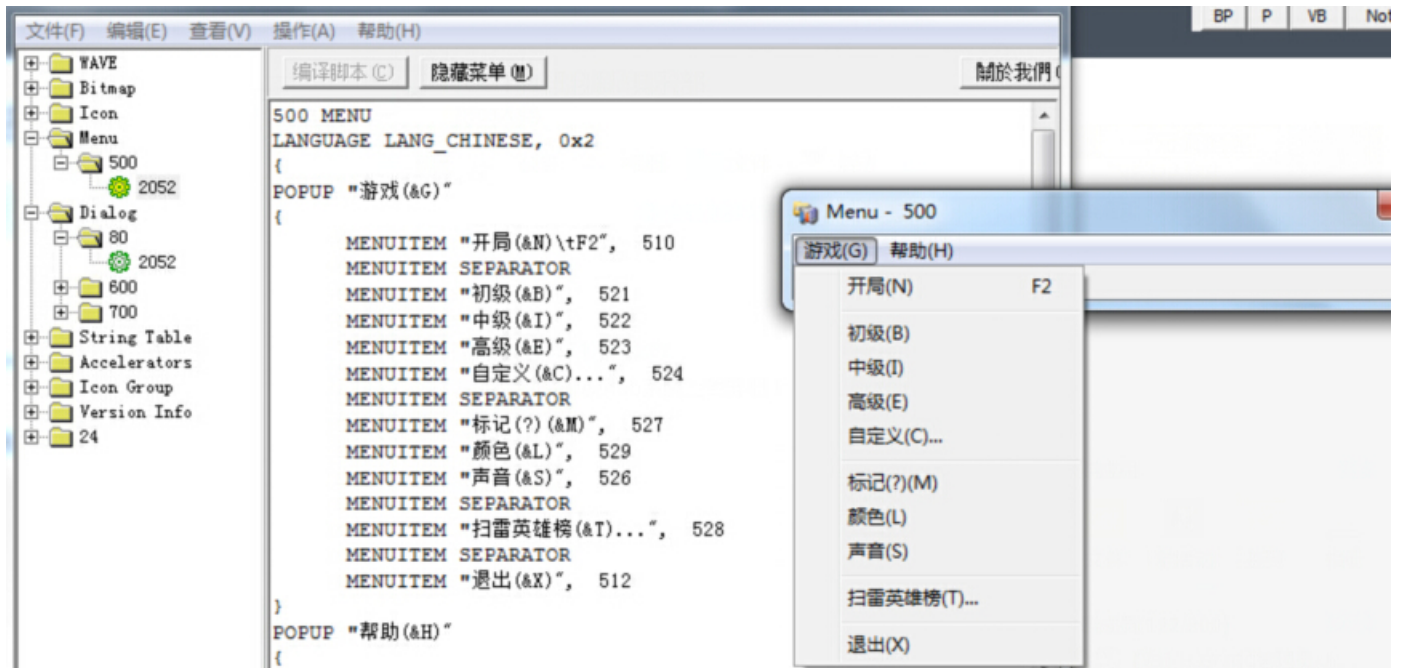 BP P VB Not
文件(F) 编辑(E) 查看(V) 操作(A) 帮助(H)
WAVE
Bitmap
Icon
Menu
500
2052
Dialog
80
2052
600
700
String Table
Accelerators
Icon Group
Version Info
24
编译脚本(C) 隐藏菜单(M) 關於我們(
500 MENU
LANGUAGE LANG_CHINESE, 0x2
{
POPUP "游戏(&G)"
{
MENUITEM "开局(&N)\tF2", 510
MENUITEM SEPARATOR
MENUITEM "初级(&B)", 521
MENUITEM "中级(&I)", 522
MENUITEM "高级(&E)", 523
MENUITEM "自定义(&C)...", 524
MENUITEM SEPARATOR
MENUITEM "标记(?)(&M)", 527
MENUITEM "颜色(&L)", 529
MENUITEM "声音(&S)", 526
MENUITEM SEPARATOR
MENUITEM "扫雷英雄榜(&T)...", 528
MENUITEM SEPARATOR
MENUITEM "退出(&X)", 512
}
POPUP "帮助(&H)"
{
Menu - 500
游戏(G) 帮助(H)
开局(N) F2
初级(B)
中级(I)
高级(E)
自定义(C)...
标记(?)(M)
颜色(L)
声音(S)
扫雷英雄榜(T)...
退出(X)